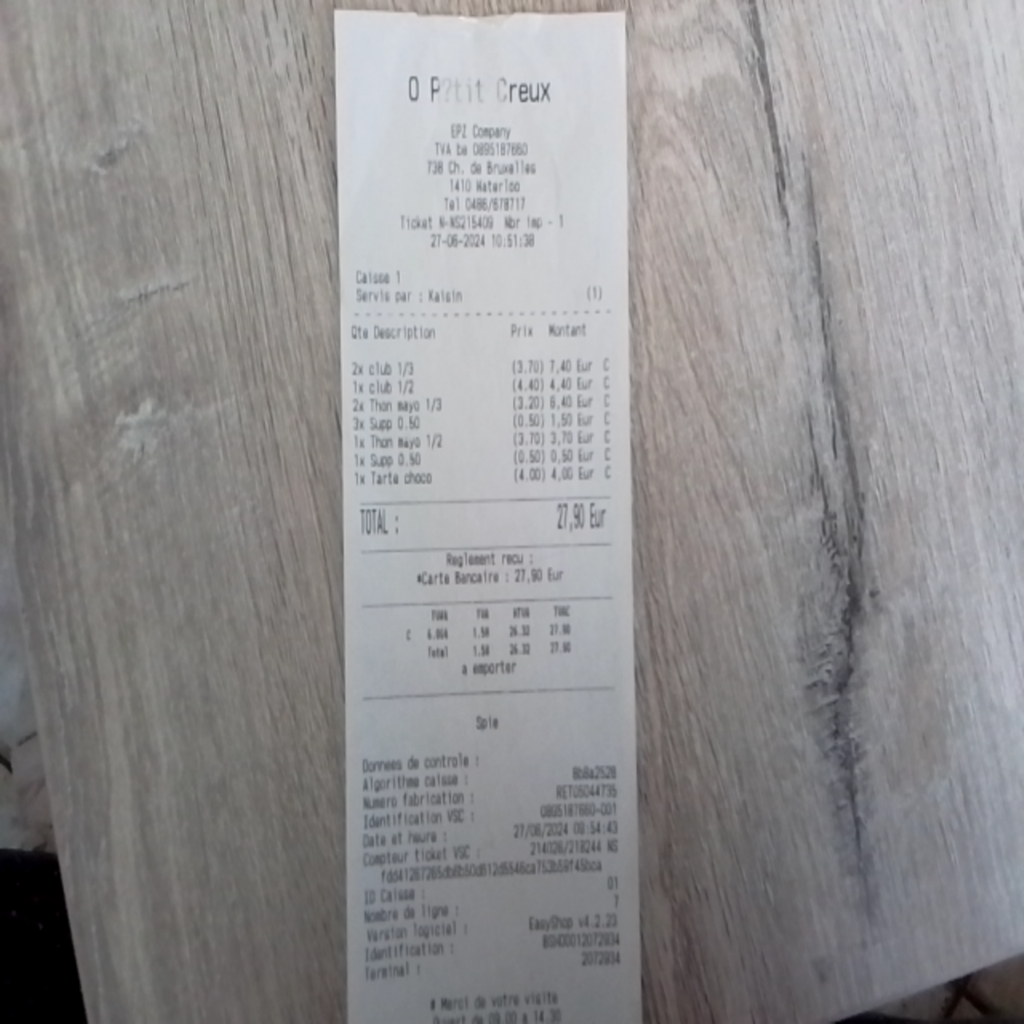 O P?tit Creux
EPZ Company
TVA be 0895187660
738 Ch. de Bruxelles
1410 Waterloo
Tel 0486/678717
Ticket N-NS215409 Nbr imp - 1
27-06-2024 10:51:38
Caisse 1
Servis par : Kaisin (1)
Qte Description Prix Montant
2x club 1/3 (3.70) 7,40 Eur C
1x club 1/2 (4.40) 4,40 Eur C
2x Thon mayo 1/3 (3.20) 6,40 Eur C
3x Supp 0.50 (0.50) 1,50 Eur C
1x Thon mayo 1/2 (3.70) 3,70 Eur C
1x Supp 0.50 (0.50) 0,50 Eur C
1x Tarte choco (4.00) 4,00 Eur C
TOTAL : 27,90 Eur
Reglement recu :
*Carte Bancaire : 27,90 Eur
TVA HTVA TVAC
C 1.58 26.32 27.90
Total 1.58 26.32 27.90
a emporter
Spie
Donnees de controle :
Algorithme caisse : 8b8a2528
Numero fabrication : RET05044735
Identification VSC : 0895187660-001
Date et heure : 27/06/2024 08:54:43
Compteur ticket VSC : 214026/218244 NS
ID Caisse : 01
Nombre de ligne : 7
Version logiciel : EasyShop v4.2.23
Identification :
Terminal : 2072934
# Merci de votre visite
Ouvert de 09.00 a 14.30